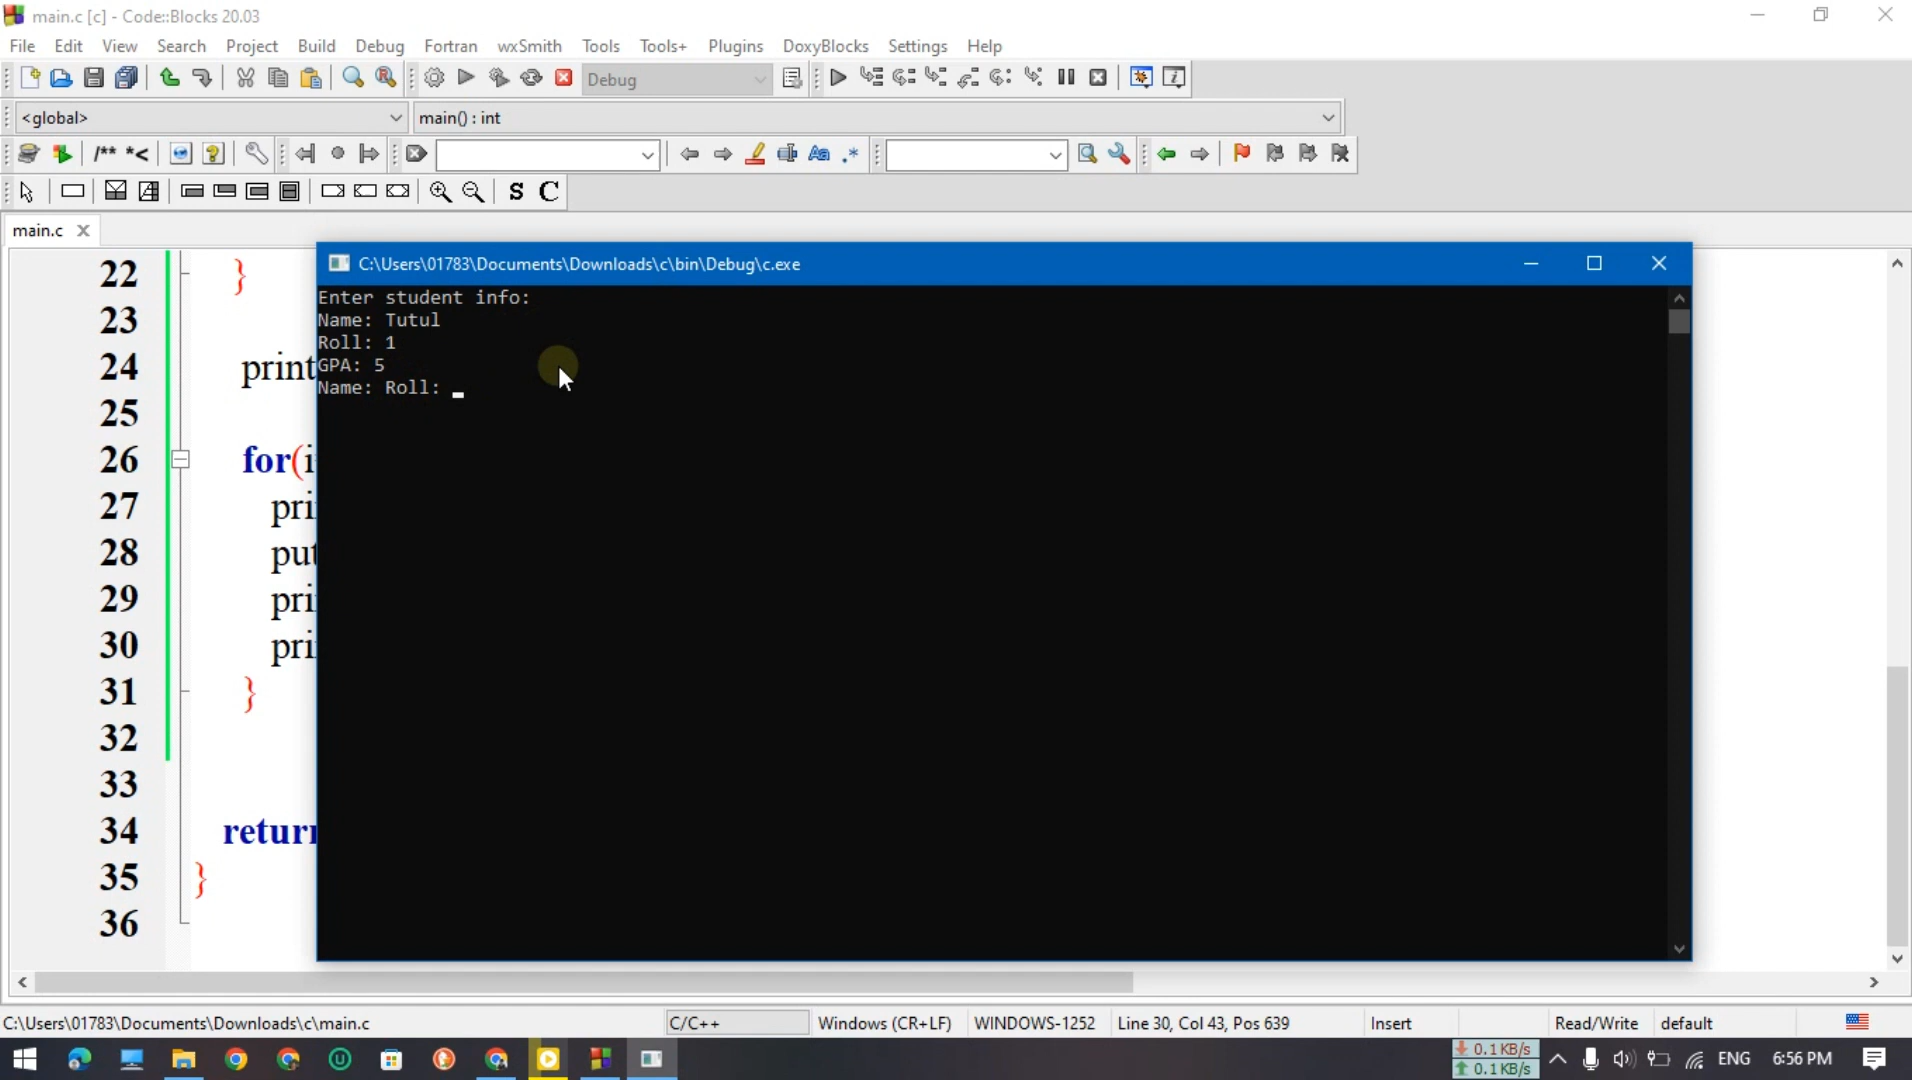 main.c [c] - Code::Blocks 20.03
File Edit View Search Project Build Debug Fortran wxSmith Tools Tools+ Plugins DoxyBlocks Settings Help
Debug
<global> main() : int
/** *< Aa .*
S C
main.c
C:\Users\01783\Documents\Downloads\c\bin\Debug\c.exe
Enter student info:
Name: Tutul
Roll: 1
GPA: 5
Name: Roll: _
22 }
23
24 print
25
26 for(i
27 pri
28 put
29 pri
30 pri
31 }
32
33
34 return
35 }
36
C:\Users\01783\Documents\Downloads\c\main.c C/C++ Windows (CR+LF) WINDOWS-1252 Line 30, Col 43, Pos 639 Insert Read/Write default
0.1 KB/s
0.1 KB/s
ENG 6:56 PM